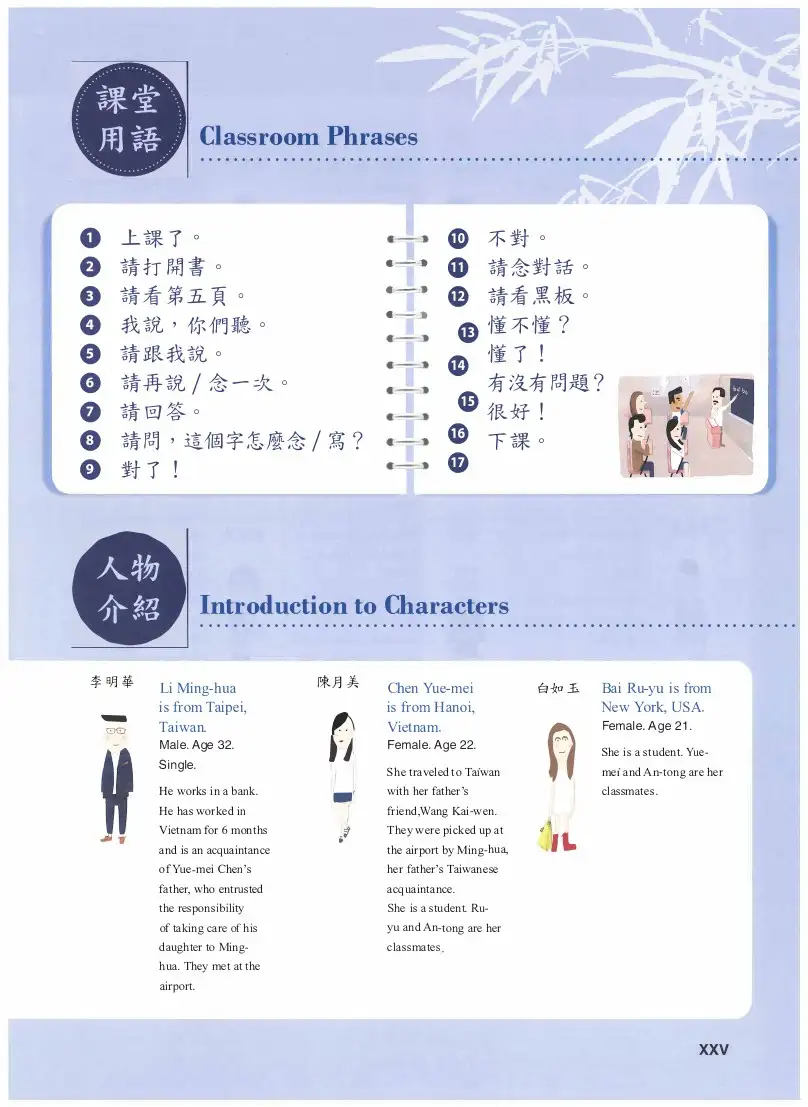 課堂
用語
Classroom Phrases
1 上課了。
2 請打開書。
3 請看第五頁。
4 我說，你們聽。
5 請跟我說。
6 請再說/念一次。
7 請回答。
8 請問，這個字怎麼念/寫？
9 對了！
10 不對。
11 請念對話。
12 請看黑板。
13 懂不懂？
14 懂了！
15 有沒有問題？
16 很好！
17 下課。
人物
介紹
Introduction to Characters
李明華
Li Ming-hua
is from Taipei,
Taiwan.
Male. Age 32.
Single.
He works in a bank.
He has worked in
Vietnam for 6 months
and is an acquaintance
of Yue-mei Chen's
father, who entrusted
the responsibility
of taking care of his
daughter to Ming-
hua. They met at the
airport.
陳月美
Chen Yue-mei
is from Hanoi,
Vietnam.
Female. Age 22.
She traveled to Taiwan
with her father's
friend,Wang Kai-wen.
They were picked up at
the airport by Ming-hua,
her father's Taiwanese
acquaintance.
She is a student. Ru-
yu and An-tong are her
classmates.
白如玉
Bai Ru-yu is from
New York, USA.
Female. Age 21.
She is a student. Yue-
mei and An-tong are her
classmates.
XXV